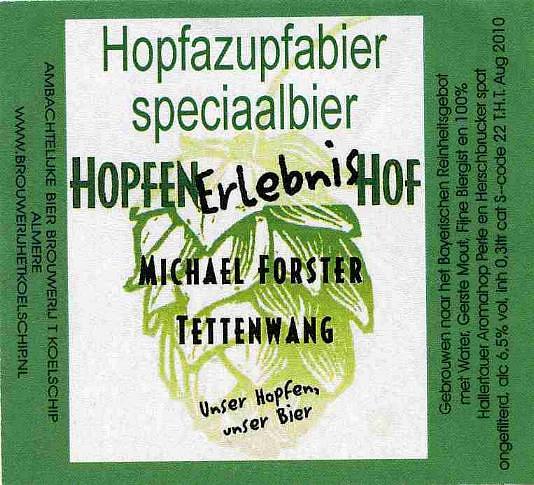 Hopfazupfabier
speciaalbier
HOPFEN Erlebnis HOF
MICHAEL FORSTER
TETTENWANG
Unser Hopfen,
unser Bier
AMBACHTELIJKE BIER BROUWERIJ T KOELSCHIP
ALMERE
WWW.BROUWERIJHETKOELSCHIP.NL
Gebrouwen naar het Bayerischen Reinheitsgebot
met Water, Gerste Mout, Fijne Biergist en 100%
Hallertauer Aromahop Perle en Herschbrucker spat
ongefilterd, alc 6,5% vol, inh 0,3ltr cat S--code 22 T.H.T. Aug 2010